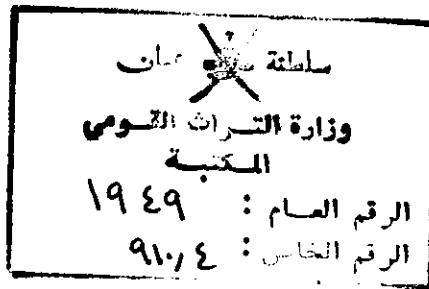 سلطنة عمان
وزارة التراث القومي
المكتبة
الرقم العام : ١٩٤٩
الرقم الخاص : ٩١٠,٤